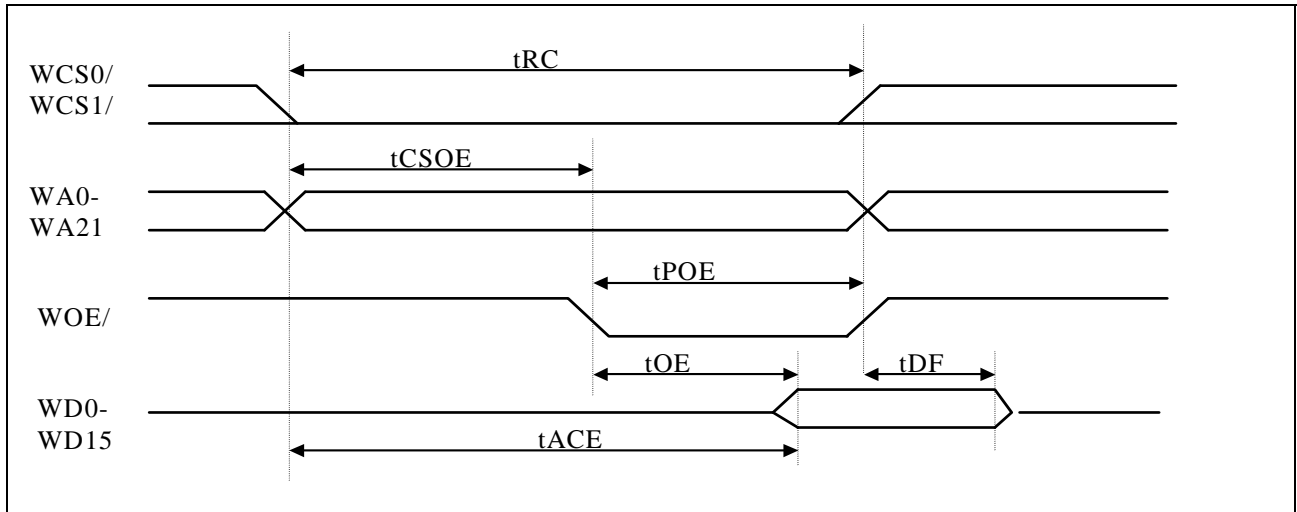 tRC
WCS0/
WCS1/
tCSOE
WA0-
WA21
tPOE
WOE/
tOE
tDF
WD0-
WD15
tACE